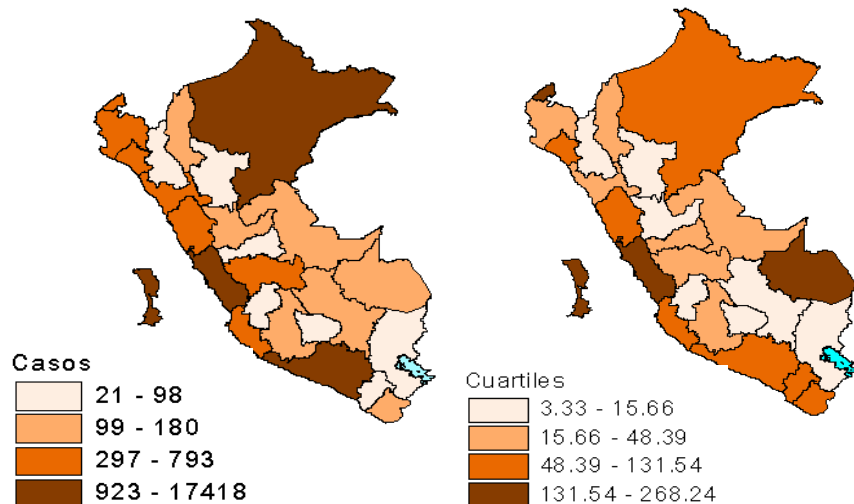 Casos
21 - 98
99 - 180
297 - 793
923 - 17418
Cuartiles
3.33 - 15.66
15.66 - 48.39
48.39 - 131.54
131.54 - 268.24